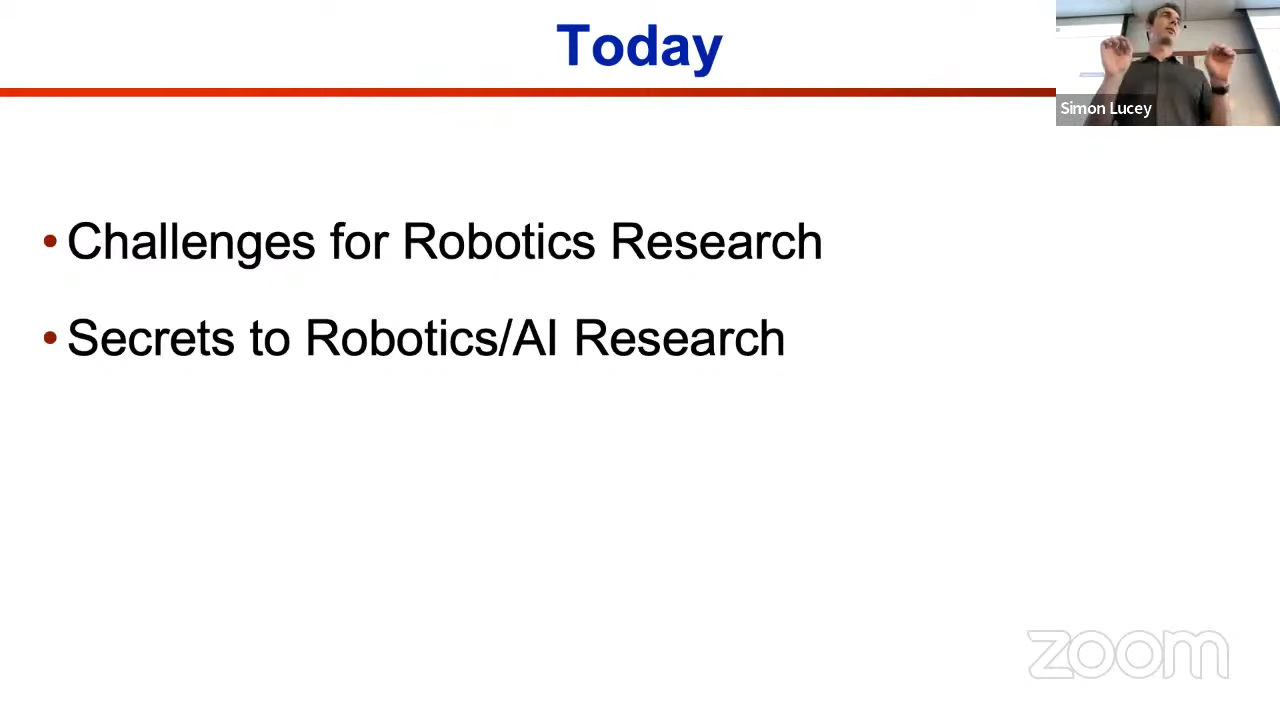 Today
Simon Lucey
• Challenges for Robotics Research
• Secrets to Robotics/AI Research
zoom